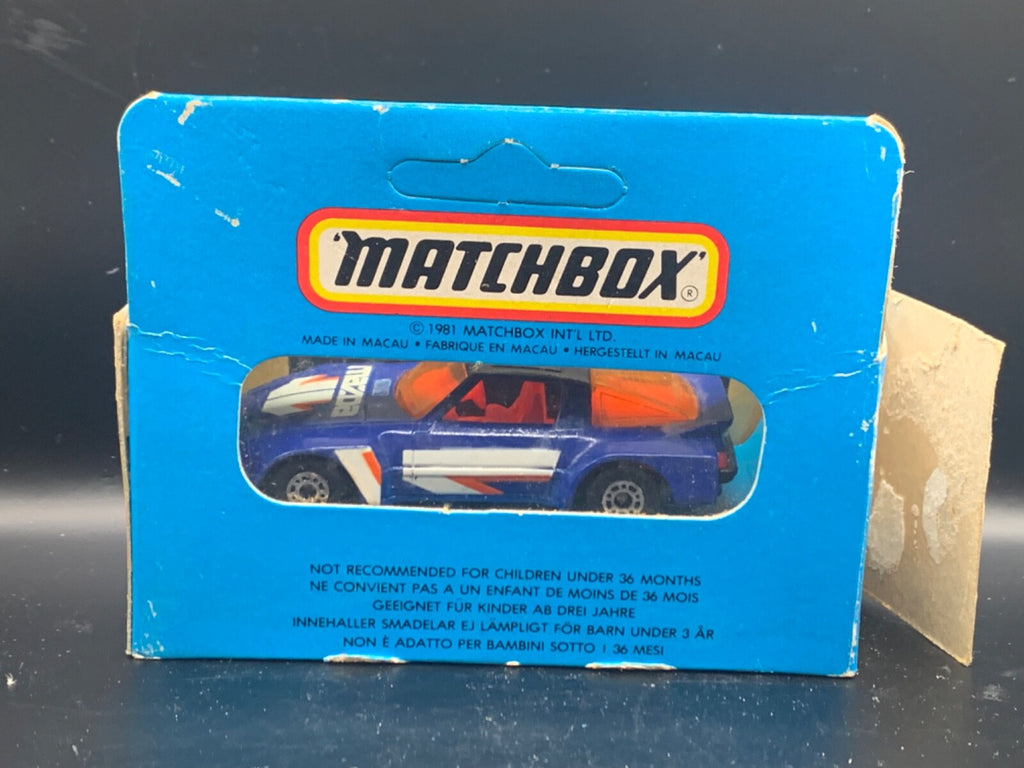 'MATCHBOX'®
© 1981 MATCHBOX INT'L LTD.
MADE IN MACAU • FABRIQUE EN MACAU • HERGESTELLT IN MACAU
MAZDA
NOT RECOMMENDED FOR CHILDREN UNDER 36 MONTHS
NE CONVIENT PAS A UN ENFANT DE MOINS DE 36 MOIS
GEEIGNET FÜR KINDER AB DREI JAHRE
INNEHALLER SMADELAR EJ LÄMPLIGT FÖR BARN UNDER 3 ÅR
NON È ADATTO PER BAMBINI SOTTO I 36 MESI